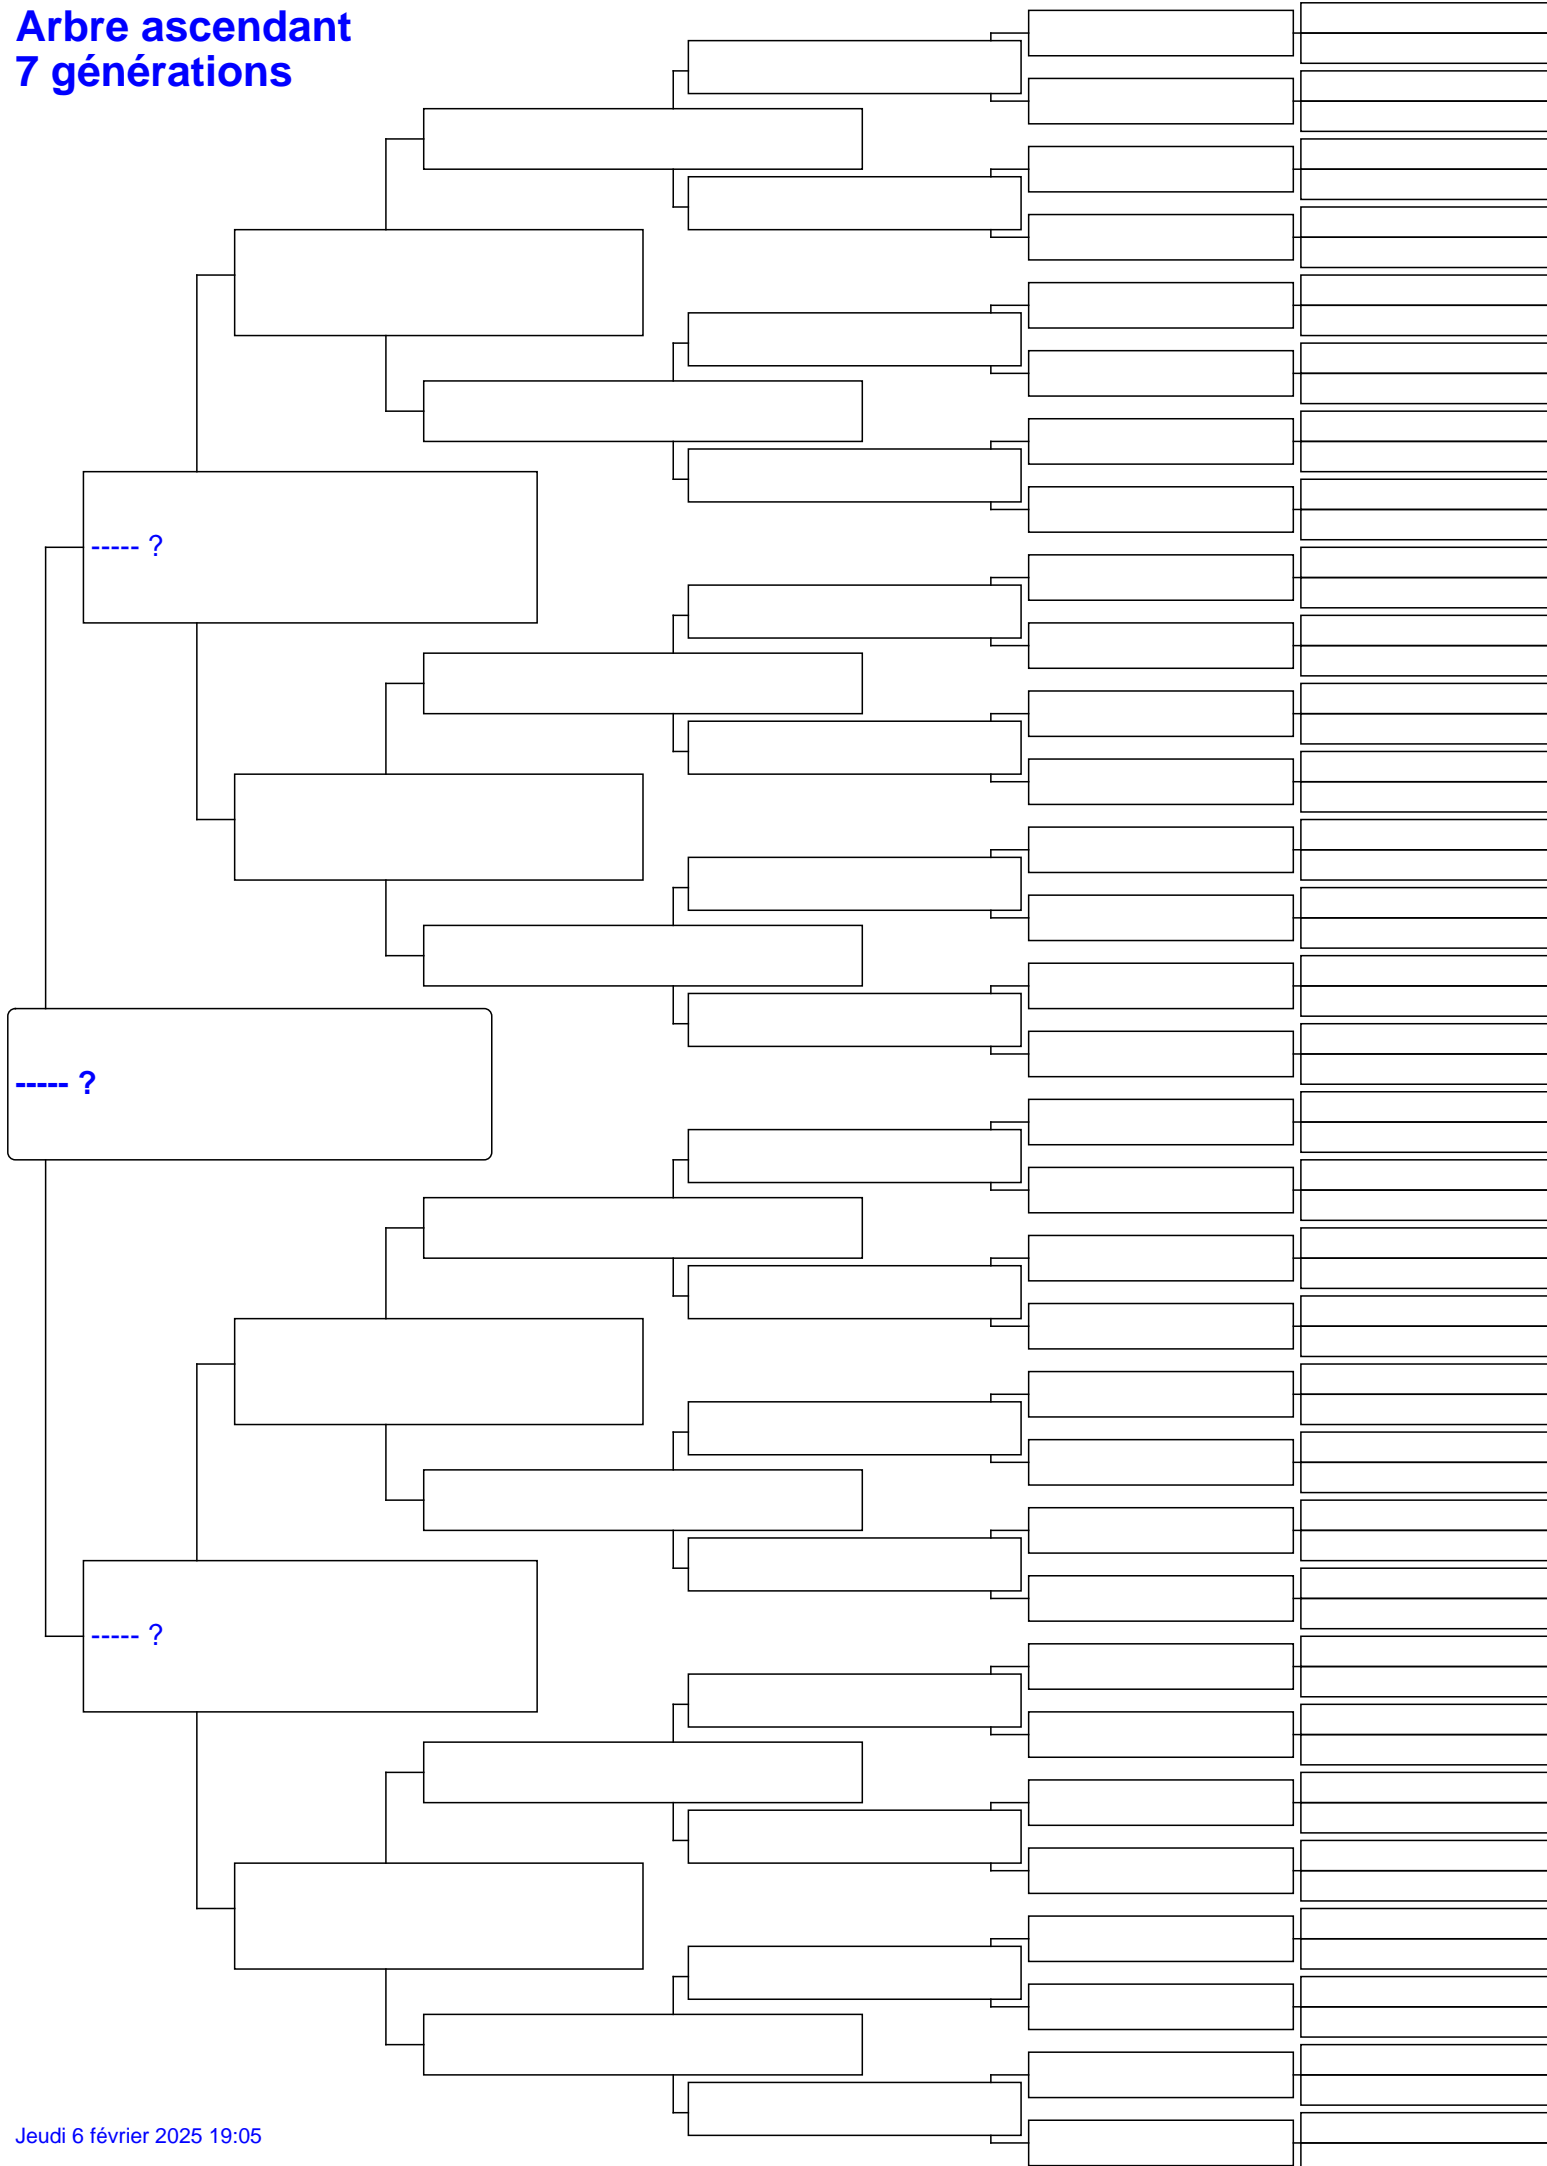 Arbre ascendant
7 générations
----- ?
----- ?
----- ?
Jeudi 6 février 2025 19:05